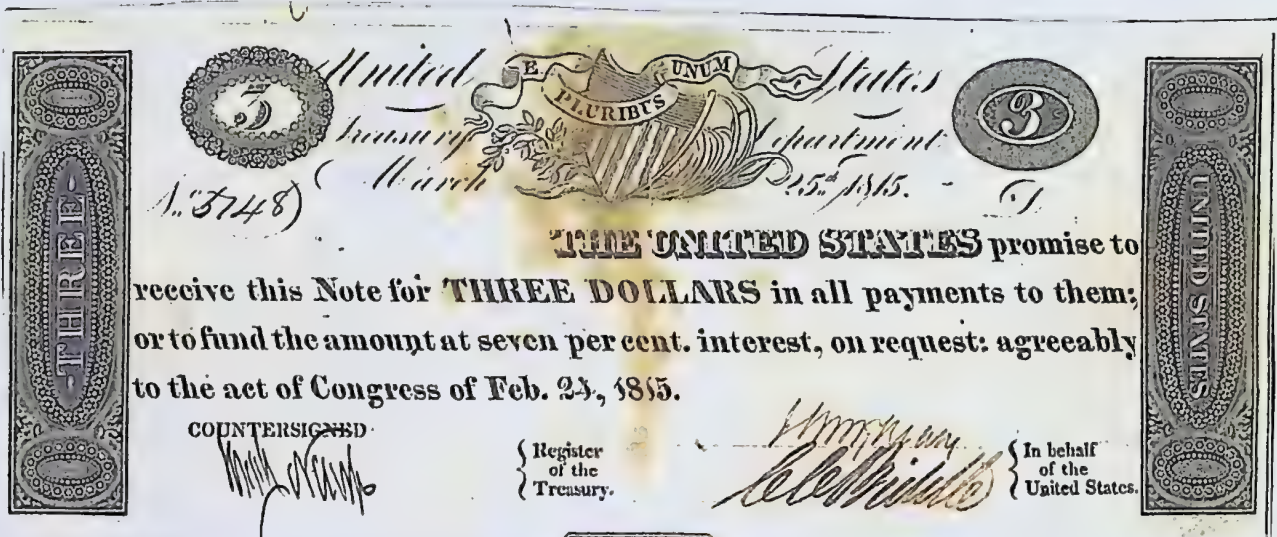 3 United E PLURIBUS UNUM States 3
Treasury Department
March 25th, 1815.
No. 3748)
THREE
THE UNITED STATES promise to
receive this Note for THREE DOLLARS in all payments to them;
or to fund the amount at seven per cent. interest, on request: agreeably
to the act of Congress of Feb. 24, 1815.
UNITED STATES
COUNTERSIGNED
Register
of the
Treasury.
In behalf
of the
United States.